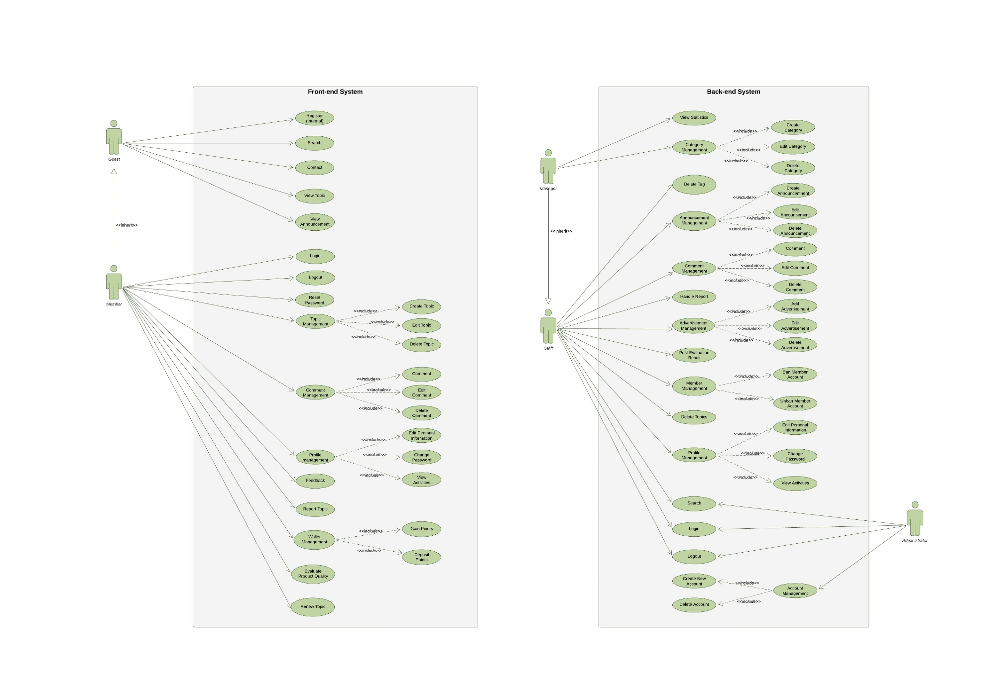 Front-end System
Register
(Internal)
Search
Guest
Contact
View Topic
View
Announcement
<<inherit>>
Login
Logout
Reset
Password
Member
Topic
Management
<<include>>
Create Topic
<<include>>
Edit Topic
<<include>>
Delete Topic
Comment
Management
<<include>>
Comment
<<include>>
Edit
Comment
<<include>>
Delete
Comment
Profile
management
<<include>>
Edit Personal
Information
<<include>>
Change
Password
<<include>>
View
Activities
Feedback
Report Topic
Wallet
Management
<<include>>
Gain Points
<<include>>
Deposit
Points
Evaluate
Product Quality
Renew Topic
Back-end System
View Statistics
Category
Management
<<include>>
Create
Category
<<include>>
Edit Category
<<include>>
Delete
Category
Manager
Delete Tag
Announcement
Management
<<include>>
Create
Announcemnent
<<include>>
Edit
Announcement
<<include>>
Delete
Announcement
<<inherit>>
Comment
Management
<<include>>
Comment
<<include>>
Edit Comment
<<include>>
Delete
Comment
Handle Report
Advertisement
Management
<<include>>
Add
Advertisement
<<include>>
Edit
Advertisement
<<include>>
Delete
Advertisement
Staff
Post Evaluation
Result
Member
Management
<<include>>
Ban Member
Account
<<include>>
Unban Member
Account
Delete Topics
Profile
Management
<<include>>
Edit Personal
Information
<<include>>
Change
Password
<<include>>
View Activities
Search
Login
Administrator
Logout
Create New
Account
<<include>>
Account
Management
<<include>>
Delete Account